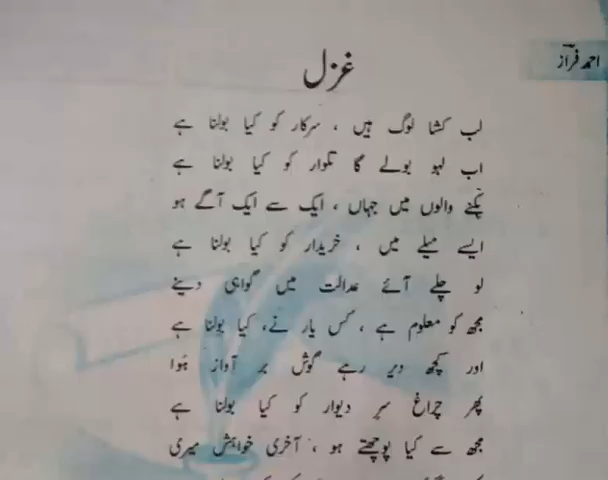 احمد فرآز
غزل
لب کشا لوگ ہیں ، سرکار کو کیا بولنا ہے
اب لہو بولے گا تلوار کو کیا بولنا ہے
بکنے والوں میں جہاں ، ایک سے ایک آگے ہو
ایسے میلے میں ، خریدار کو کیا بولنا ہے
لو چلے آئے عدالت میں گواہی دینے
مجھ کو معلوم ہے ، کس یار نے، کیا بولنا ہے
اور کچھ دیر رہے گوش بر آواز ہَوا
پھر چراغِ سرِ دیوار کو کیا بولنا ہے
مجھ سے کیا پوچھتے ہو ، آخری خواہش میری